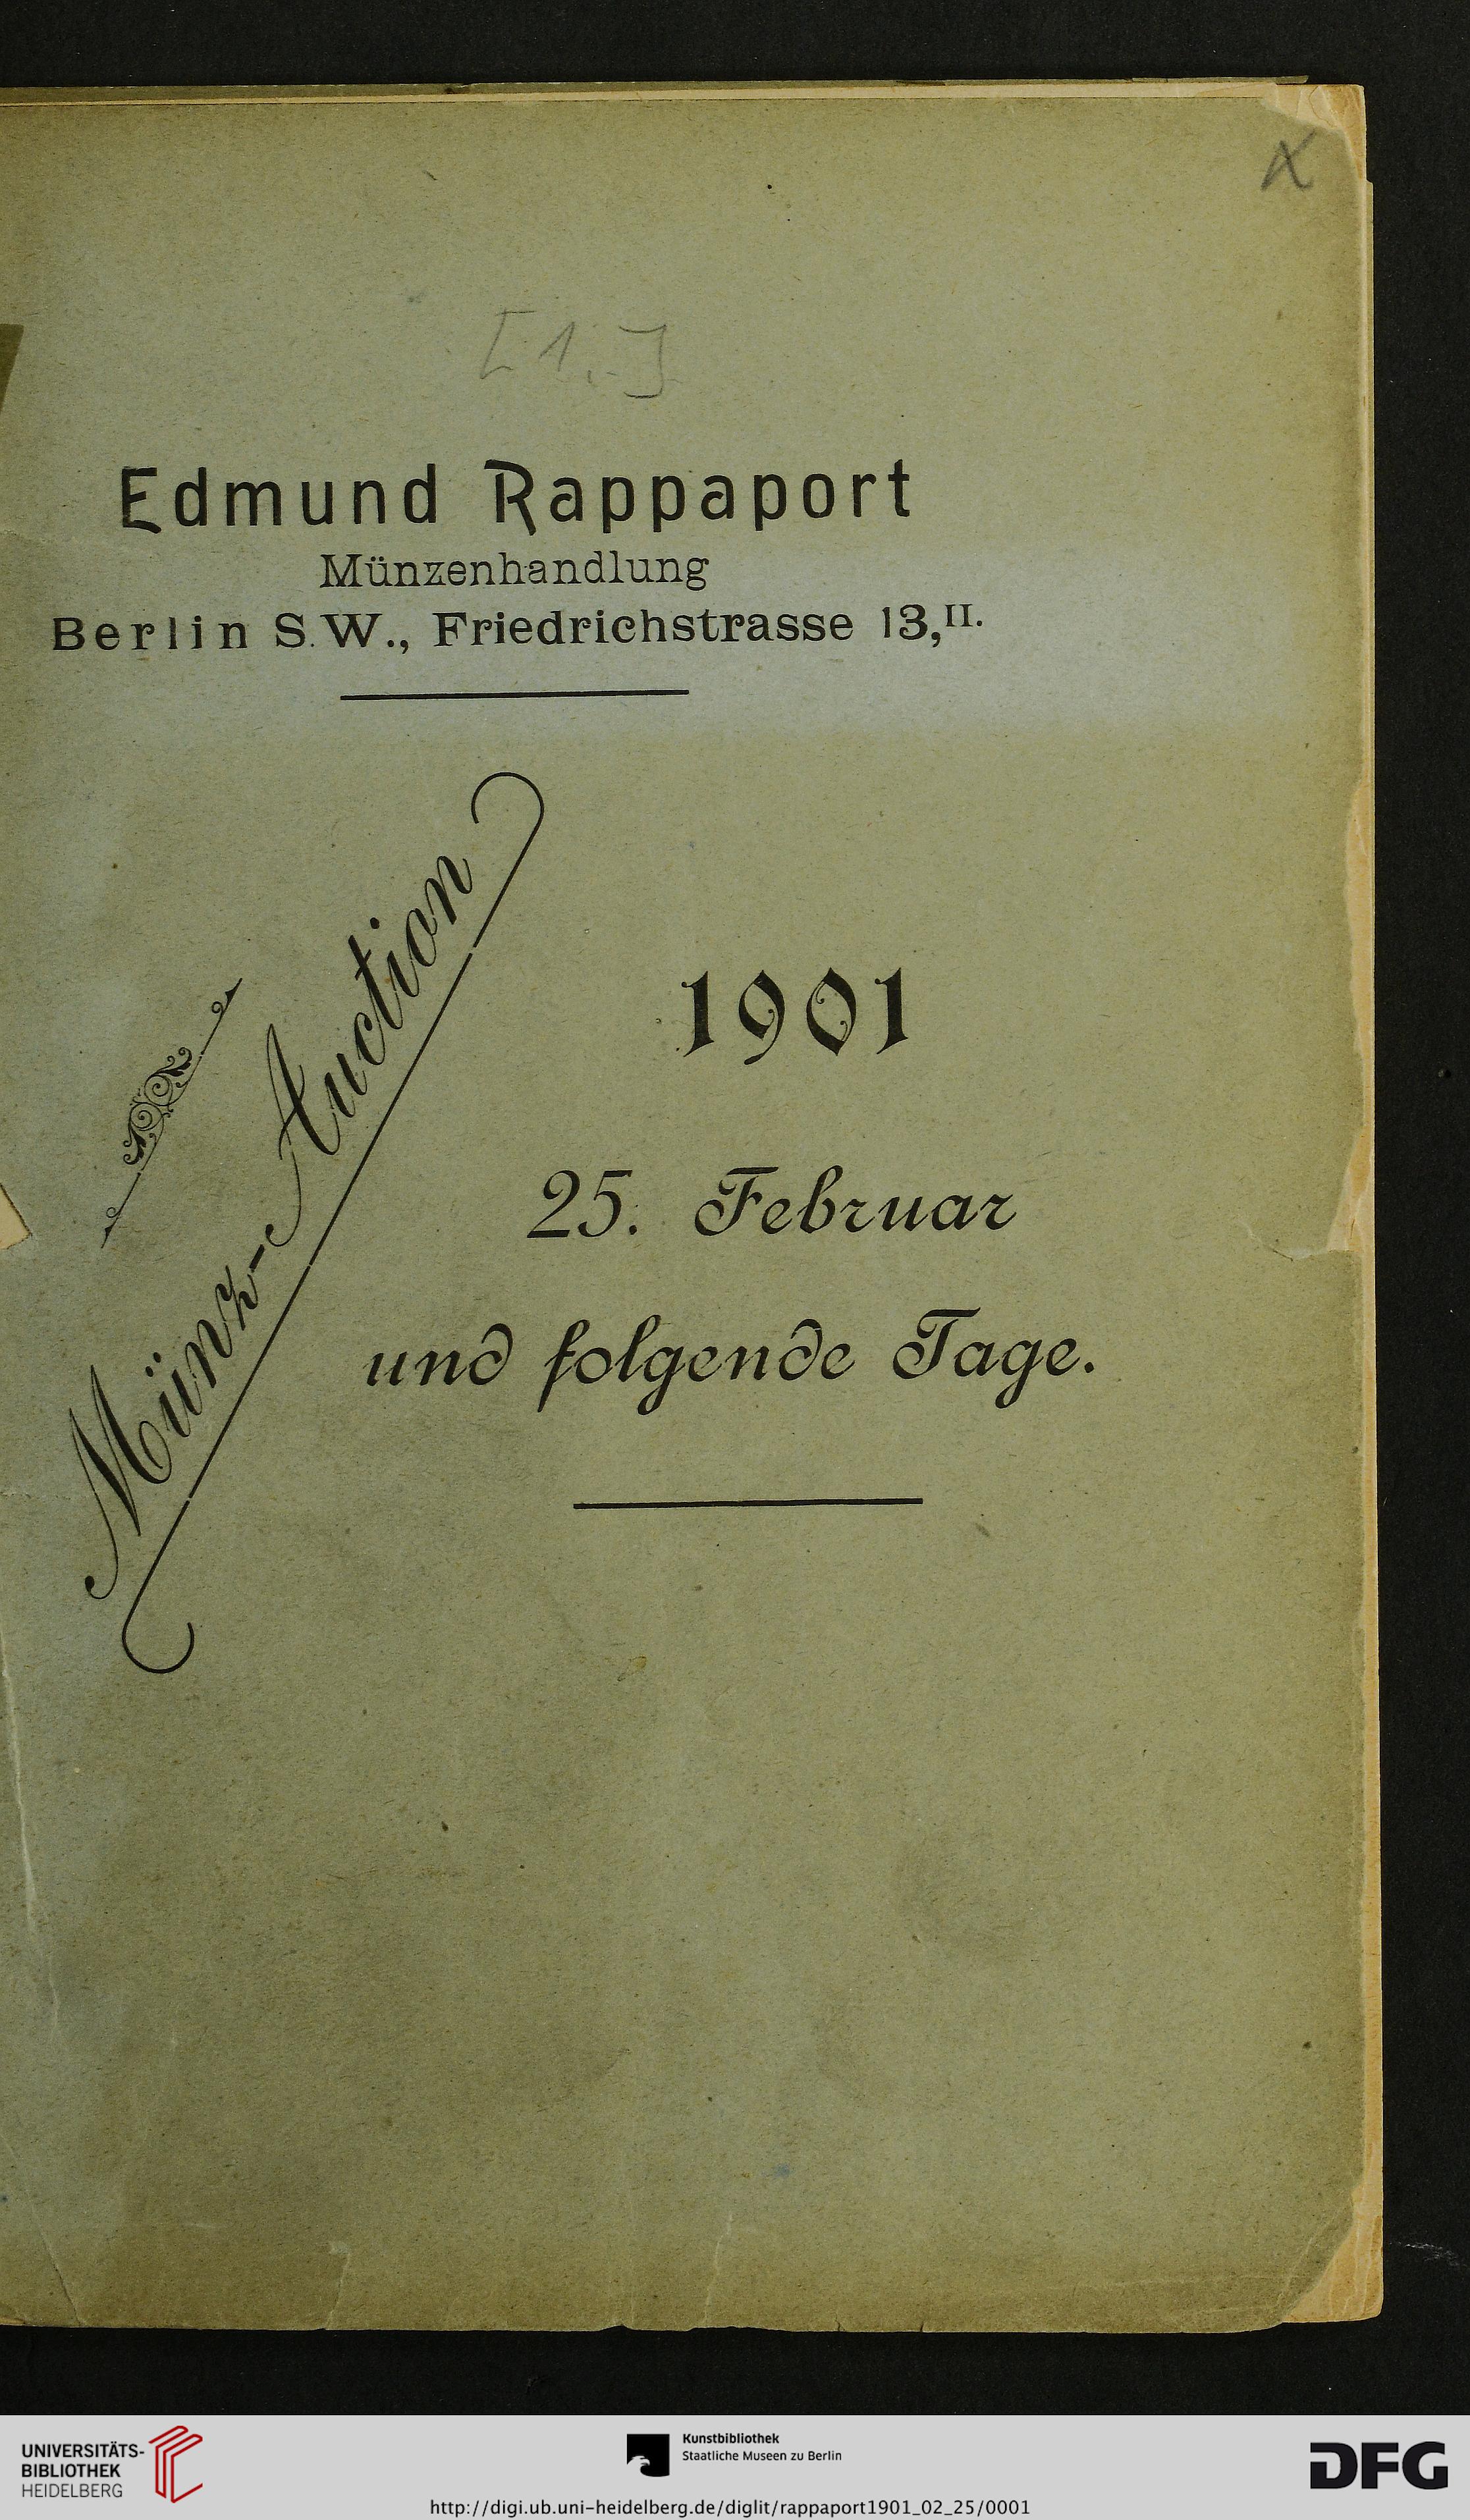 x
[1.]
Edmund Rappaport
Münzenhandlung
Berlin S.W., Friedrichstrasse 13,II.
Münz-Auction
1901
25. Februar
und folgende Tage.
UNIVERSITÄTS-
BIBLIOTHEK
HEIDELBERG
Kunstbibliothek
Staatliche Museen zu Berlin
http://digi.ub.uni-heidelberg.de/diglit/rappaport1901_02_25/0001
DFG